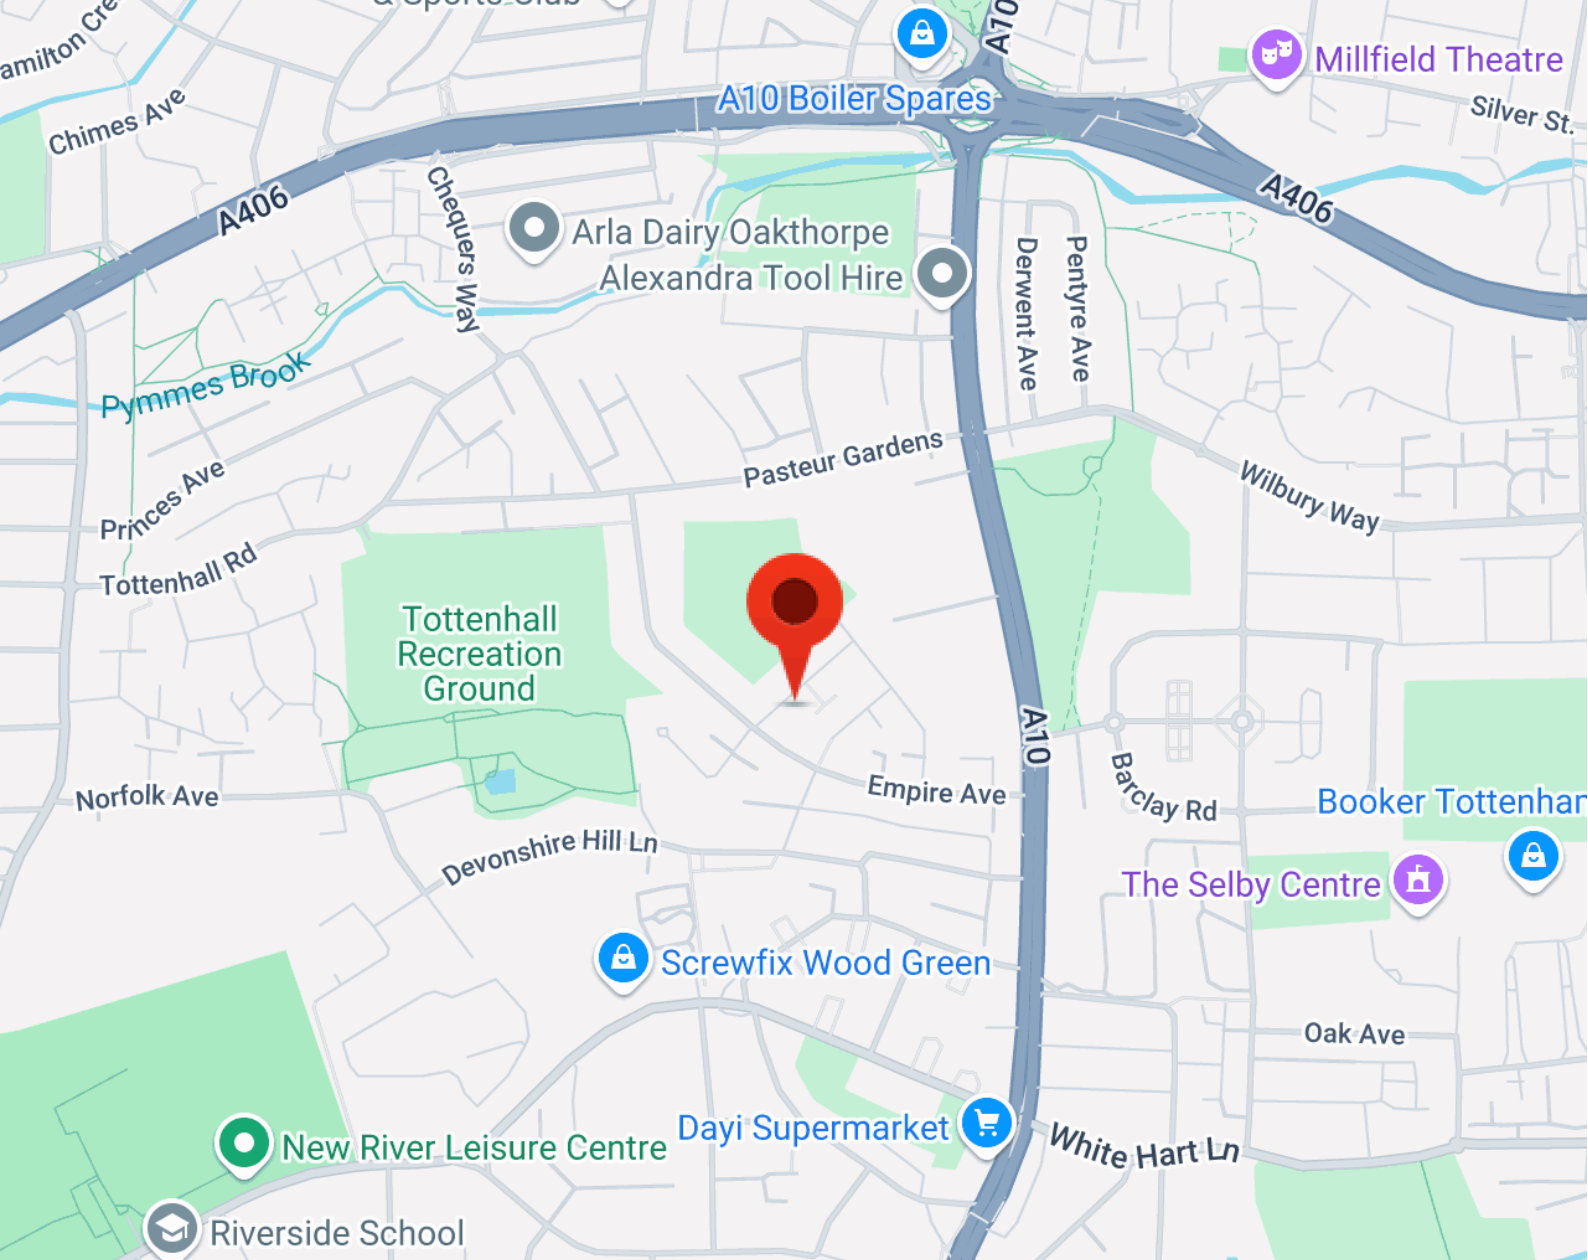 & Sports Club
A10
amilton Cre
Millfield Theatre
A10 Boiler Spares
Chimes Ave
Silver St.
A406
A406
Chequers Way
Arla Dairy Oakthorpe
Alexandra Tool Hire
Derwent Ave
Pentyre Ave
Pymmes Brook
Pasteur Gardens
Princes Ave
Wilbury Way
Tottenhall Rd
Tottenhall
Recreation
Ground
A10
Norfolk Ave
Empire Ave
Barclay Rd
Booker Tottenham
Devonshire Hill Ln
The Selby Centre
Screwfix Wood Green
Oak Ave
Dayi Supermarket
White Hart Ln
New River Leisure Centre
Riverside School